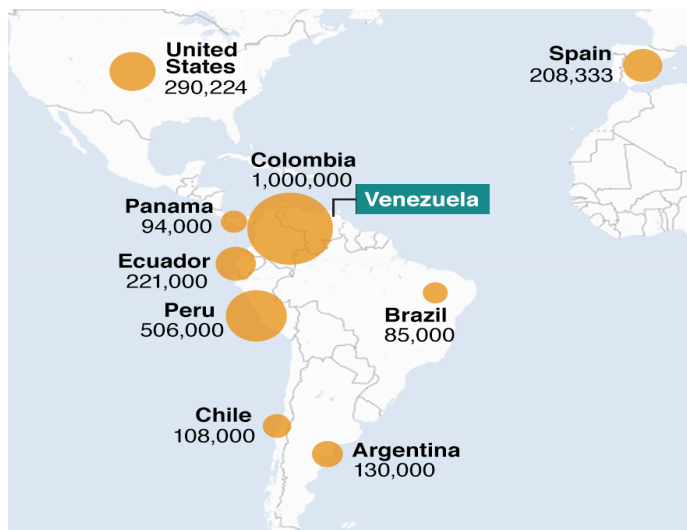 United
States
290,224
Spain
208,333
Colombia
1,000,000
Venezuela
Panama
94,000
Ecuador
221,000
Peru
506,000
Brazil
85,000
Chile
108,000
Argentina
130,000